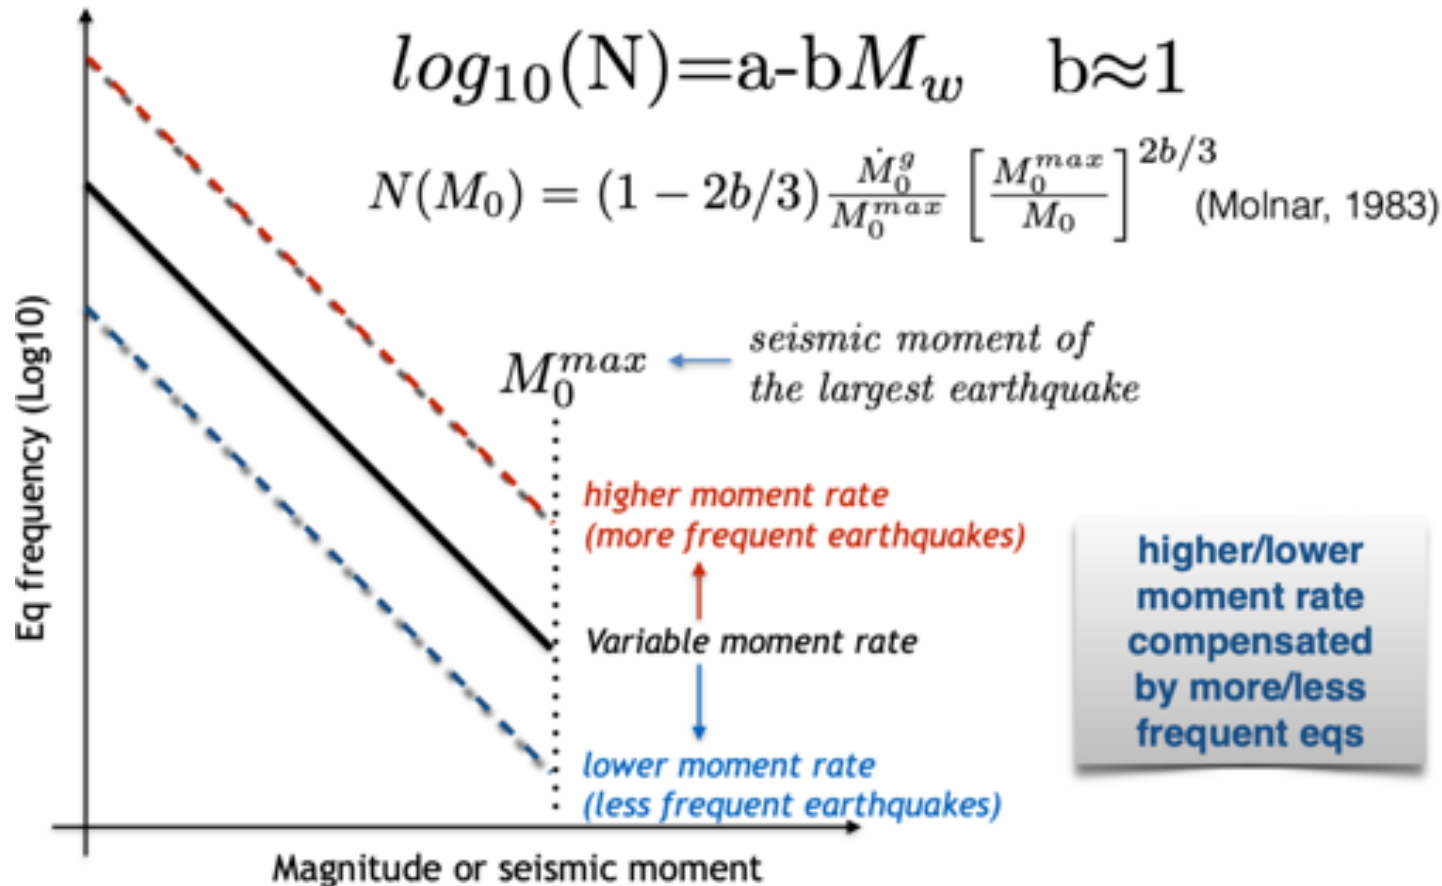 log₁₀(N)=a-bM_w b≈1
N(M₀) = (1 − 2b/3) Ṁ₀ᵍ/M₀ᵐᵃˣ [M₀ᵐᵃˣ/M₀]^2b/3 (Molnar, 1983)
M₀ᵐᵃˣ
seismic moment of
the largest earthquake
higher moment rate
(more frequent earthquakes)
Variable moment rate
lower moment rate
(less frequent earthquakes)
higher/lower
moment rate
compensated
by more/less
frequent eqs
Eq frequency (Log10)
Magnitude or seismic moment